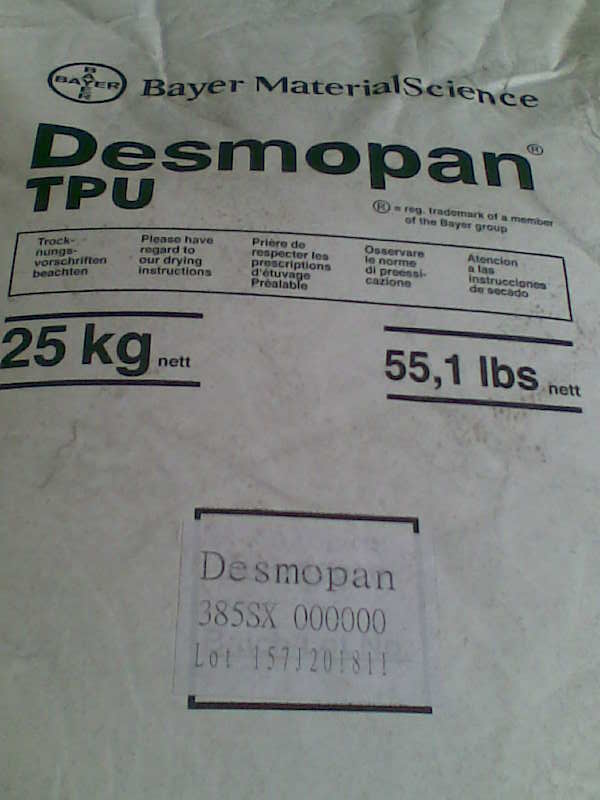 BAYER
BAYER
Bayer MaterialScience
Desmopan®
TPU
® = reg. trademark of a member
of the Bayer group
Trock-
nungs-
vorschriften
beachten
Please have
regard to
our drying
instructions
Prière de
respecter les
prescriptions
d'étuvage
Préalable
Osservare
le norme
di preessi-
cazione
Atencion
a las
instrucciones
de secado
25 kg nett
55,1 lbs nett
Desmopan
385SX 000000
Lot